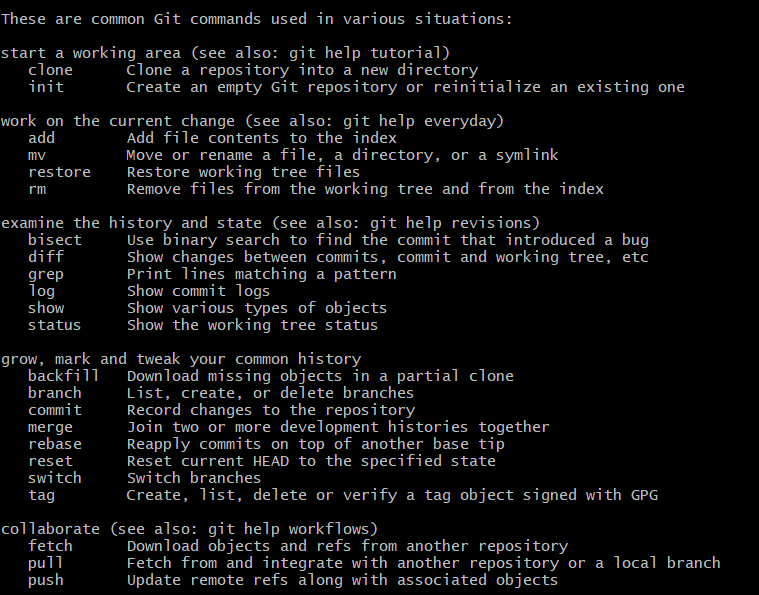 These are common Git commands used in various situations:

start a working area (see also: git help tutorial)
   clone      Clone a repository into a new directory
   init       Create an empty Git repository or reinitialize an existing one

work on the current change (see also: git help everyday)
   add        Add file contents to the index
   mv         Move or rename a file, a directory, or a symlink
   restore    Restore working tree files
   rm         Remove files from the working tree and from the index

examine the history and state (see also: git help revisions)
   bisect     Use binary search to find the commit that introduced a bug
   diff       Show changes between commits, commit and working tree, etc
   grep       Print lines matching a pattern
   log        Show commit logs
   show       Show various types of objects
   status     Show the working tree status

grow, mark and tweak your common history
   backfill   Download missing objects in a partial clone
   branch     List, create, or delete branches
   commit     Record changes to the repository
   merge      Join two or more development histories together
   rebase     Reapply commits on top of another base tip
   reset      Reset current HEAD to the specified state
   switch     Switch branches
   tag        Create, list, delete or verify a tag object signed with GPG

collaborate (see also: git help workflows)
   fetch      Download objects and refs from another repository
   pull       Fetch from and integrate with another repository or a local branch
   push       Update remote refs along with associated objects